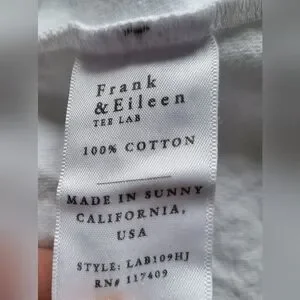 Frank
& Eileen
TEE LAB
100% COTTON
MADE IN SUNNY
CALIFORNIA,
USA
STYLE: LAB109HJ
RN# 117409